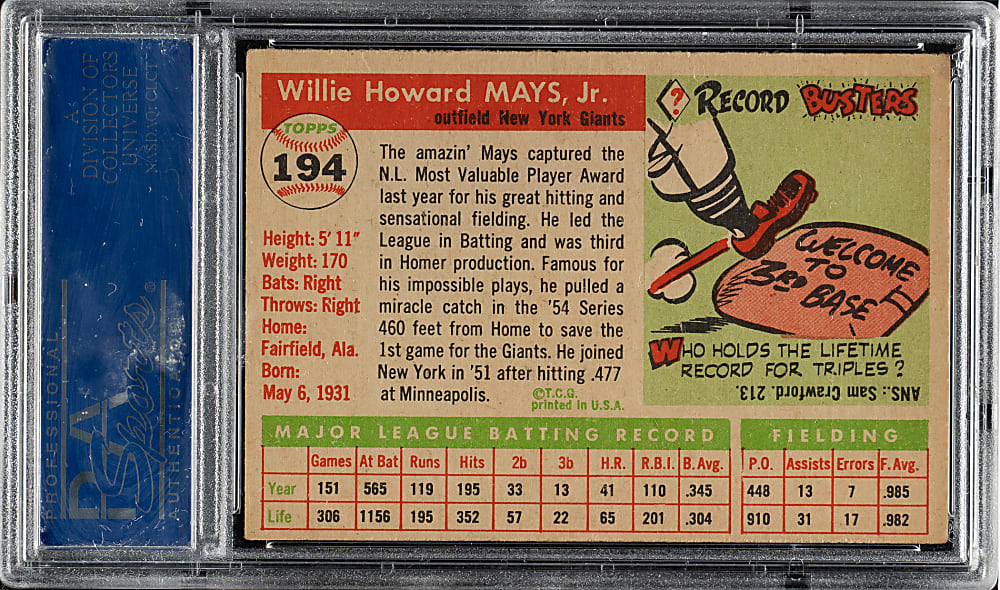 A
DIVISION OF
COLLECTORS
UNIVERSE
NASDAQ: CLCT
PROFESSIONAL
PSA
Sports ®
AUTHENTIC
Willie Howard MAYS, Jr.
outfield New York Giants
TOPPS
194
Height: 5' 11"
Weight: 170
Bats: Right
Throws: Right
Home:
Fairfield, Ala.
Born:
May 6, 1931
The amazin' Mays captured the
N.L. Most Valuable Player Award
last year for his great hitting and
sensational fielding. He led the
League in Batting and was third
in Homer production. Famous for
his impossible plays, he pulled a
miracle catch in the '54 Series
460 feet from Home to save the
1st game for the Giants. He joined
New York in '51 after hitting .477
at Minneapolis.
©T.C.G.
printed in U.S.A.
? RECORD BUSTERS
WELCOME
TO
3RD BASE
WHO HOLDS THE LIFETIME
RECORD FOR TRIPLES?
ANS.: Sam Crawford. 213.
MAJOR LEAGUE BATTING RECORD
Games At Bat Runs Hits 2b 3b H.R. R.B.I. B. Avg.
Year 151 565 119 195 33 13 41 110 .345
Life 306 1156 195 352 57 22 65 201 .304
FIELDING
P.O. Assists Errors F. Avg.
448 13 7 .985
910 31 17 .982